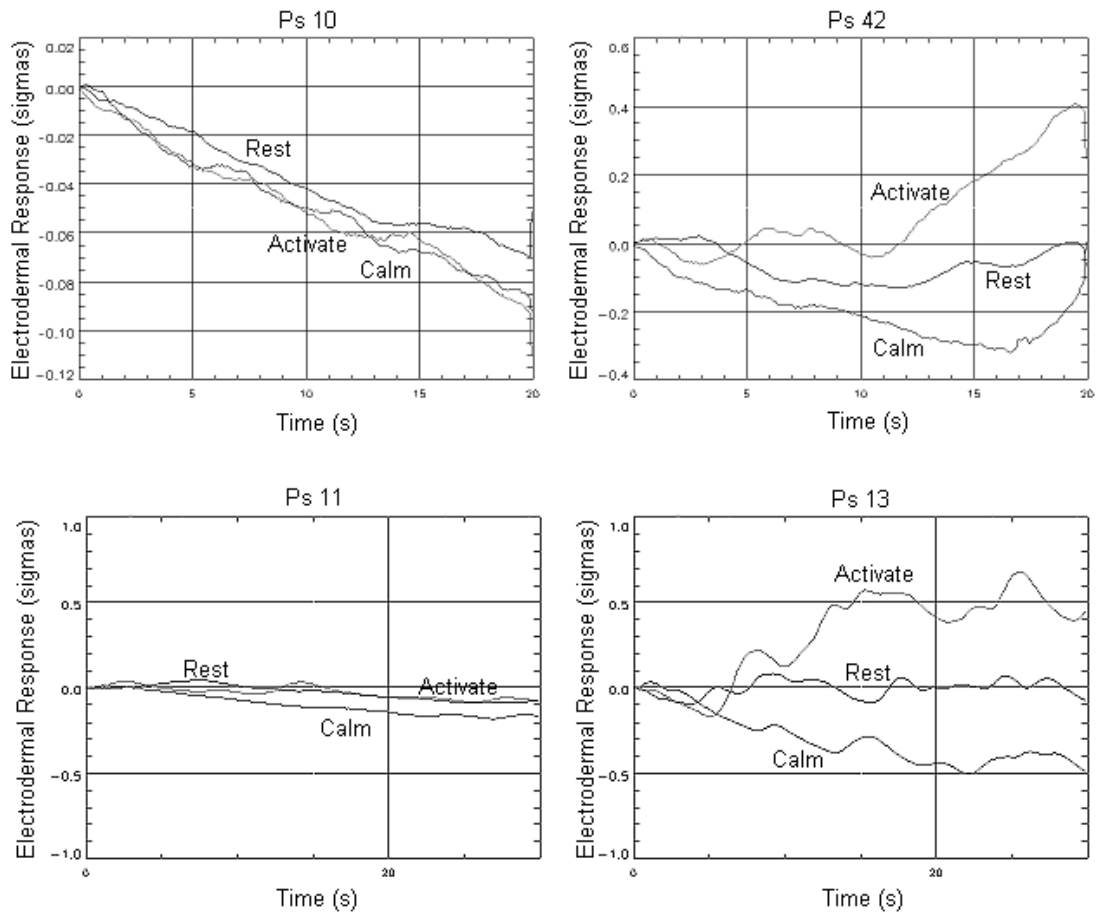 Ps 10
Electrodermal Response (sigmas)
0.02
0.00
-0.02
-0.04
-0.06
-0.08
-0.10
-0.12
Rest
Activate
Calm
0 5 10 15 20
Time (s)
Ps 42
Electrodermal Response (sigmas)
0.6
0.4
0.2
0.0
-0.2
-0.4
Activate
Rest
Calm
0 5 10 15 20
Time (s)
Ps 11
Electrodermal Response (sigmas)
1.0
0.5
0.0
-0.5
-1.0
Rest
Activate
Calm
0 20
Time (s)
Ps 13
Electrodermal Response (sigmas)
1.0
0.5
0.0
-0.5
-1.0
Activate
Rest
Calm
0 20
Time (s)